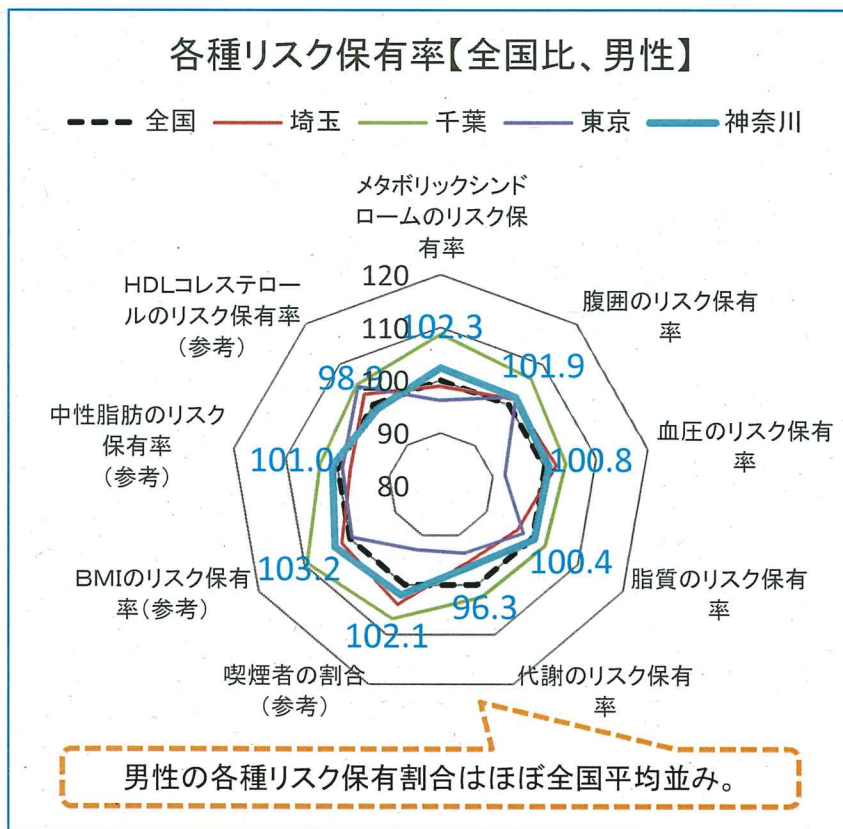 各種リスク保有率【全国比、男性】
全国 埼玉 千葉 東京 神奈川
メタボリックシンド
ロームのリスク保
有率
腹囲のリスク保有
率
血圧のリスク保有
率
脂質のリスク保有
率
代謝のリスク保有
率
喫煙者の割合
(参考)
BMIのリスク保有
率(参考)
中性脂肪のリスク
保有率
(参考)
HDLコレステロー
ルのリスク保有率
(参考)
120
110
100
90
80
102.3
101.9
100.8
100.4
96.3
102.1
103.2
101.0
98.9
男性の各種リスク保有割合はほぼ全国平均並み。